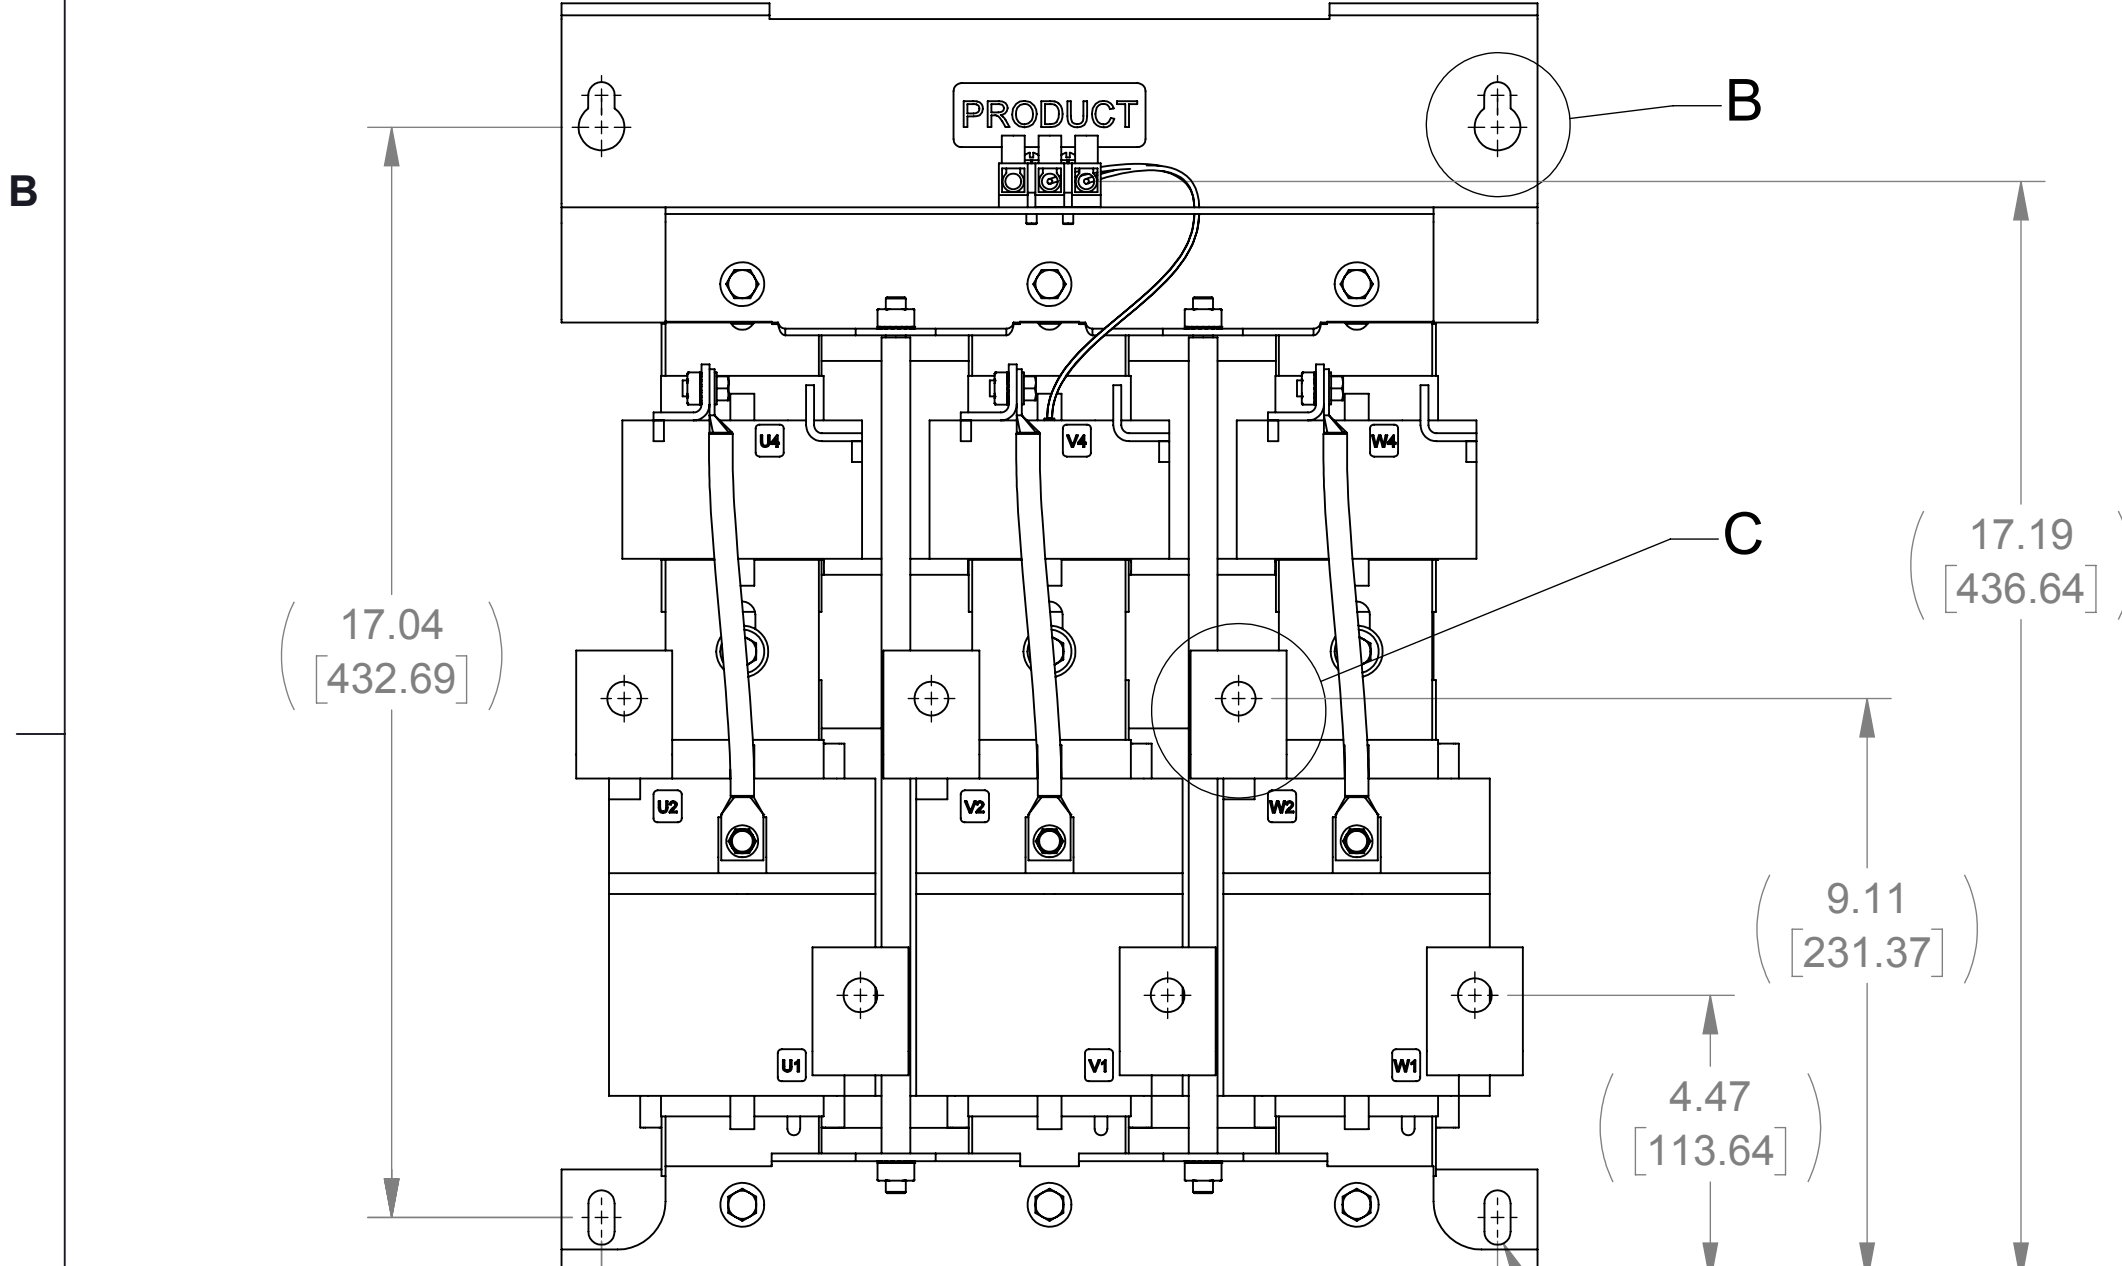 PRODUCT
B
B
C
17.19
[436.64]
U4
V4
W4
17.04
[432.69]
U2
V2
W2
9.11
[231.37]
U1
V1
W1
4.47
[113.64]